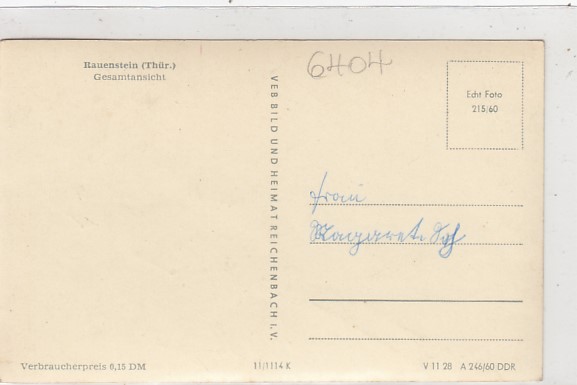 Rauenstein (Thür.)
Gesamtansicht
6404
VEB BILD UND HEIMAT REICHENBACH I. V.
Echt Foto
215/60
Frau
Margaret.
Verbraucherpreis 0,15 DM
11/1114 K
V 11 28 A 246/60 DDR